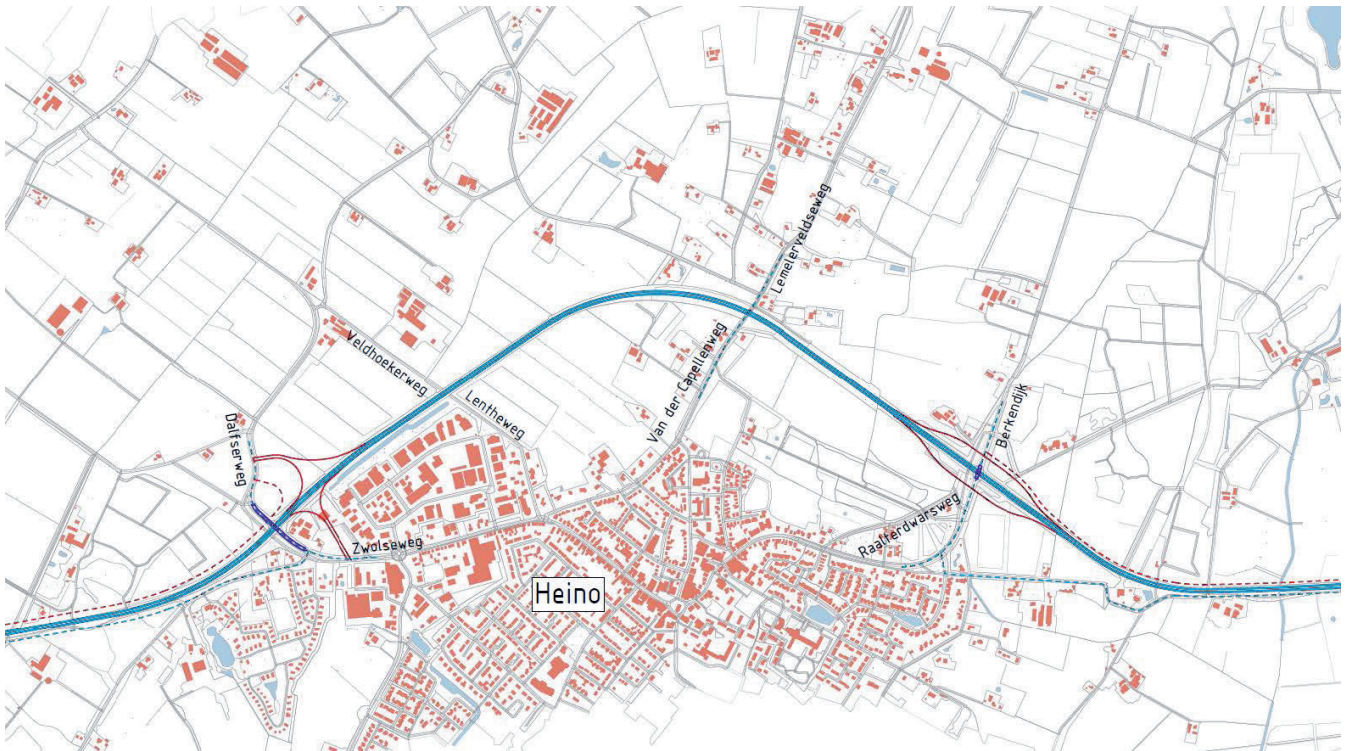 Lemelerveldseweg
Veldhoekerweg
Van der Capellenweg
Lentheweg
Dalfserweg
Berkendijk
Raalterdwarsweg
Zwolseweg
Heino